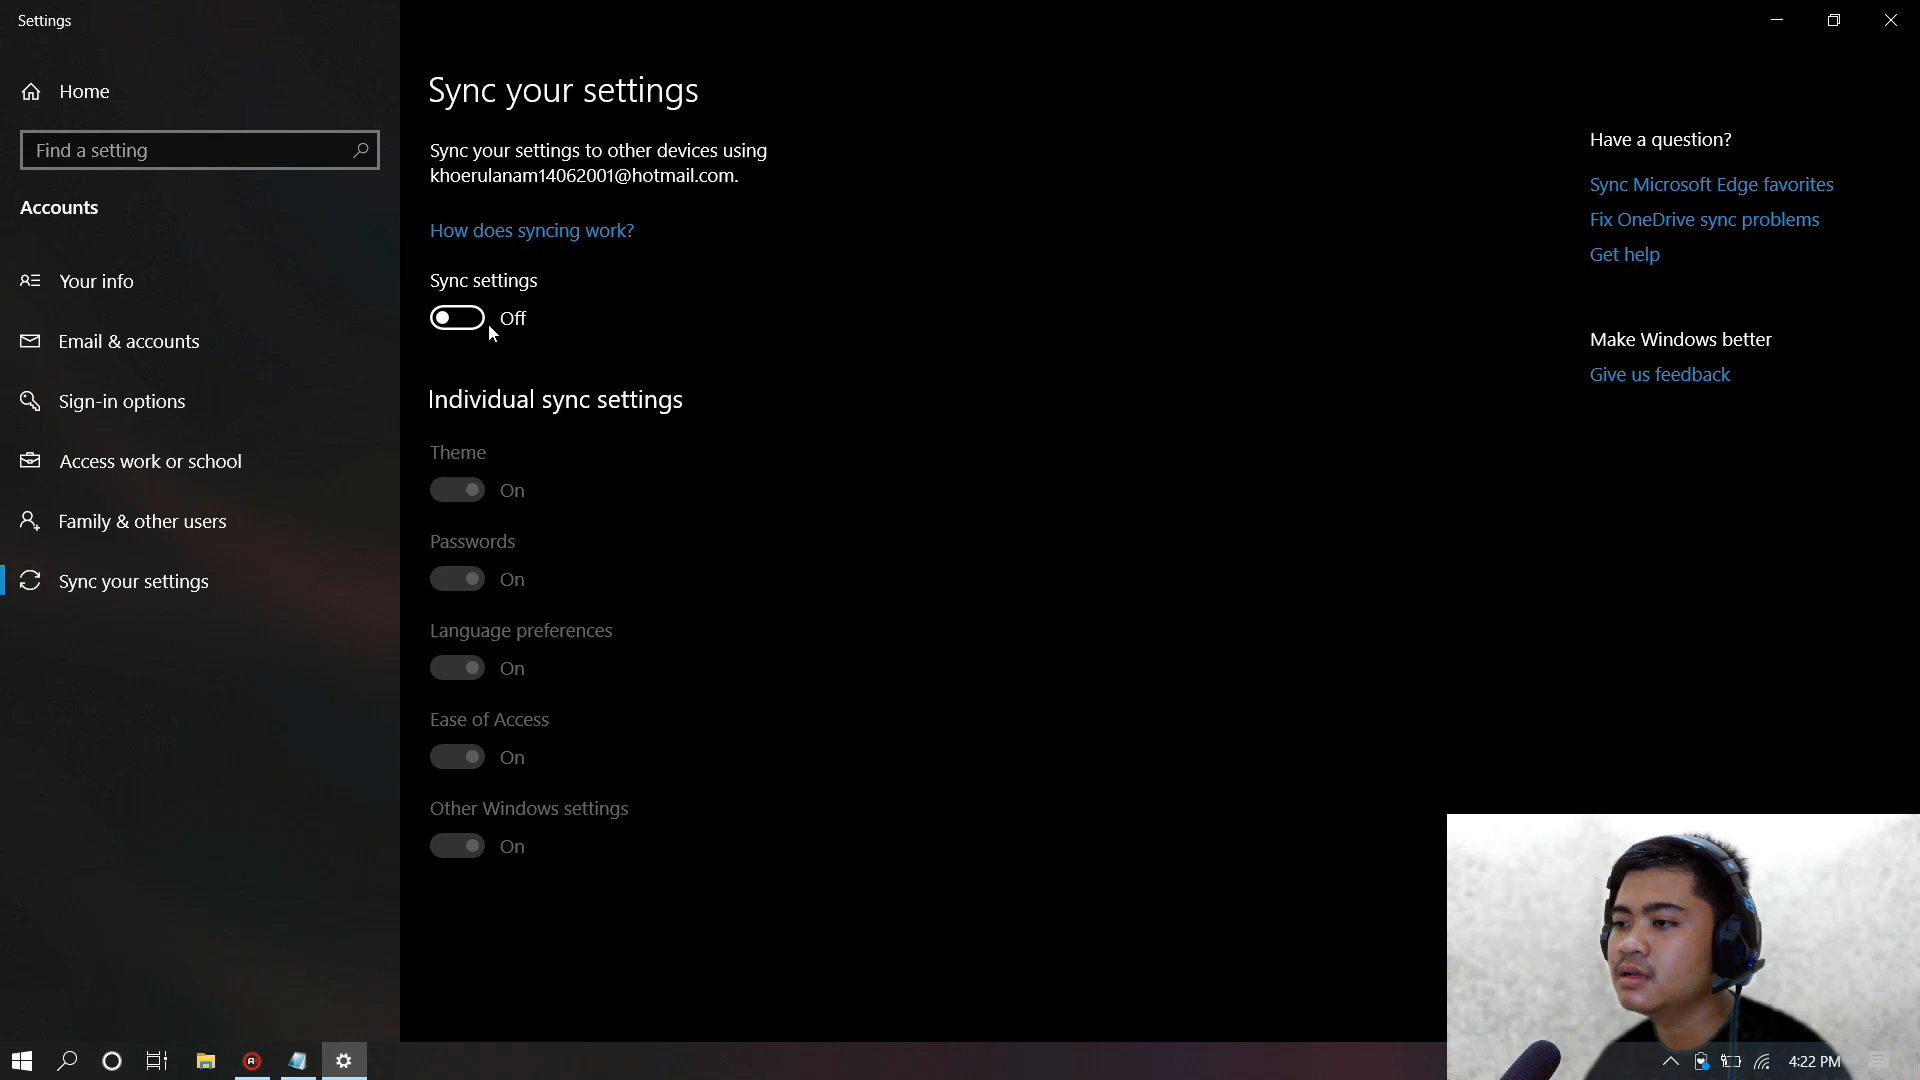 Settings
Home
Find a setting
Accounts
Your info
Email & accounts
Sign-in options
Access work or school
Family & other users
Sync your settings
Sync your settings
Sync your settings to other devices using
khoerulanam14062001@hotmail.com.
How does syncing work?
Sync settings
Off
Individual sync settings
Theme
On
Passwords
On
Language preferences
On
Ease of Access
On
Other Windows settings
On
Have a question?
Sync Microsoft Edge favorites
Fix OneDrive sync problems
Get help
Make Windows better
Give us feedback
4:22 PM